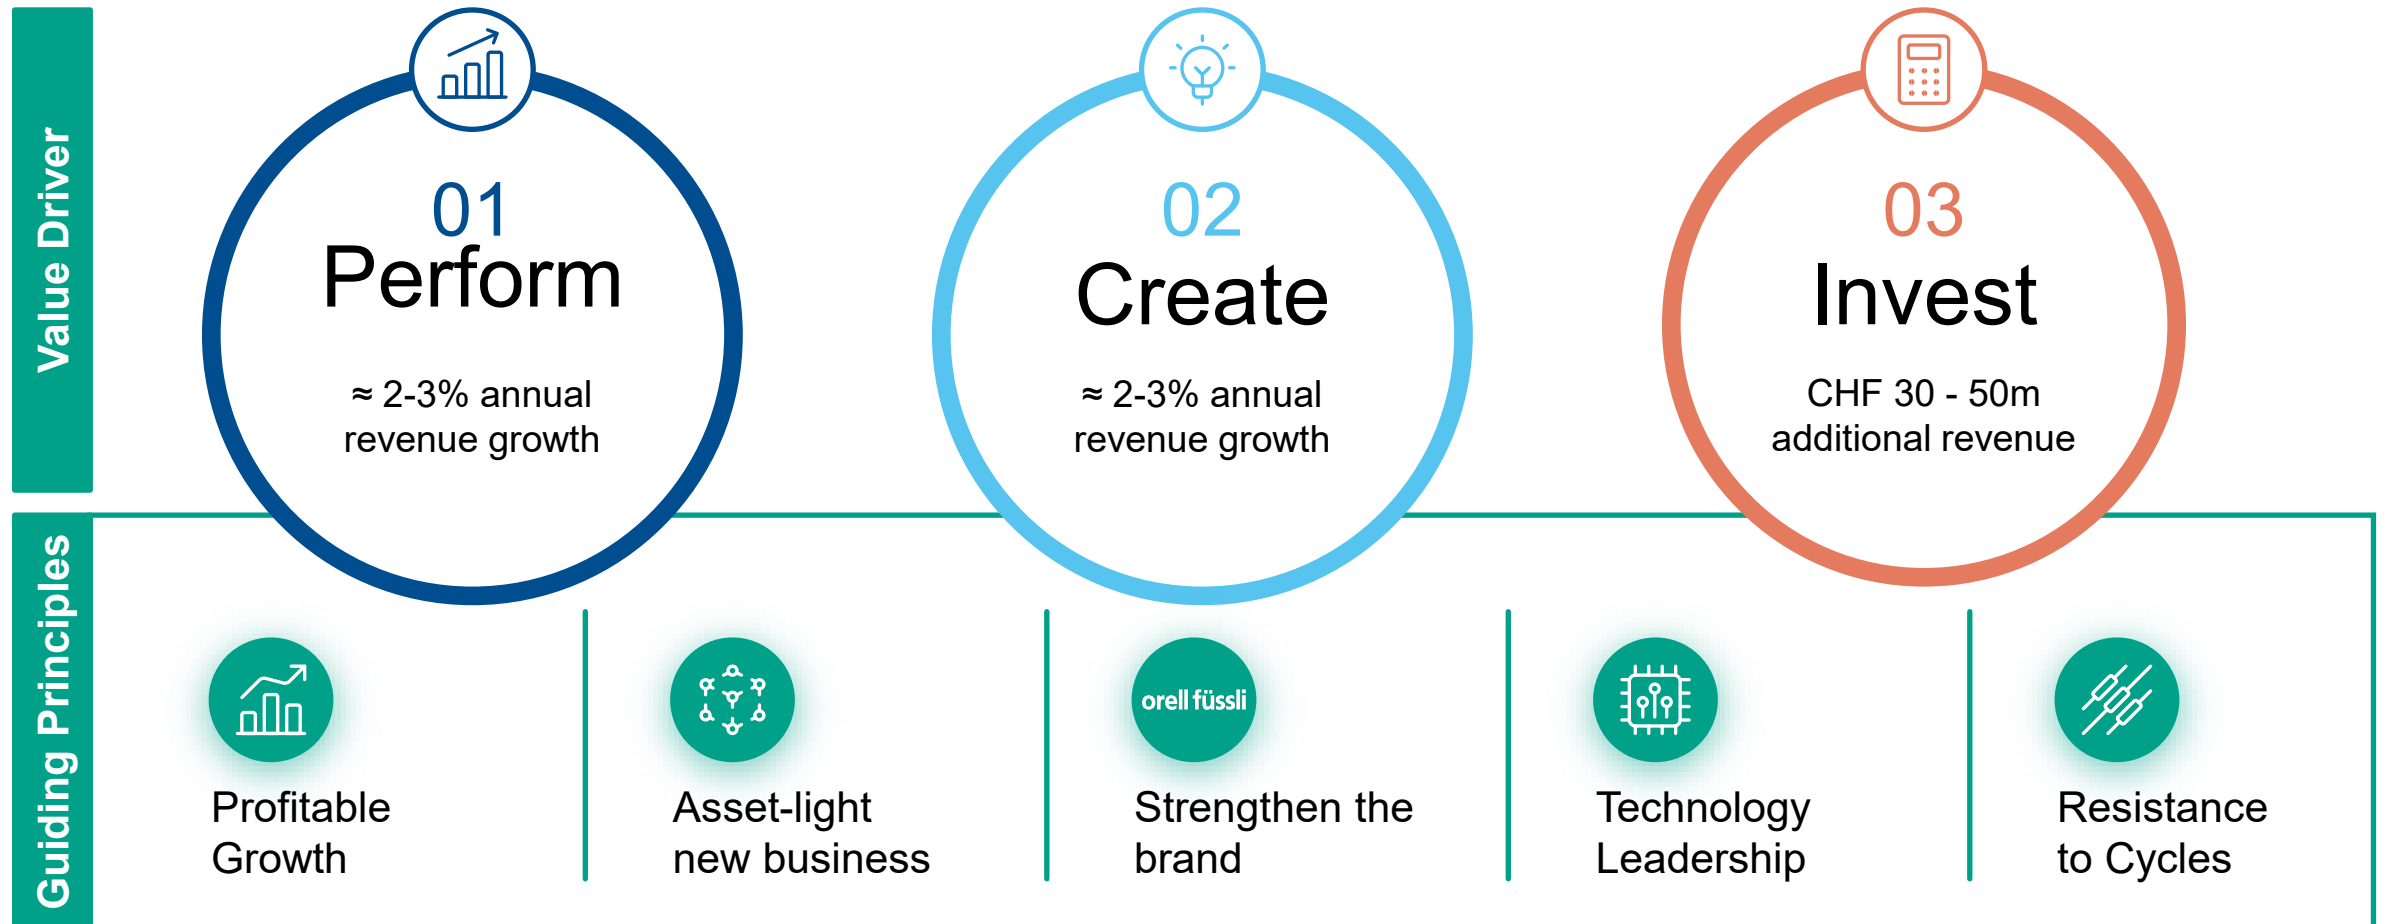 Value Driver
01
Perform
≈ 2-3% annual
revenue growth
02
Create
≈ 2-3% annual
revenue growth
03
Invest
CHF 30 - 50m
additional revenue
Guiding Principles
Profitable
Growth
Asset-light
new business
orell füssli
Strengthen the
brand
Technology
Leadership
Resistance
to Cycles